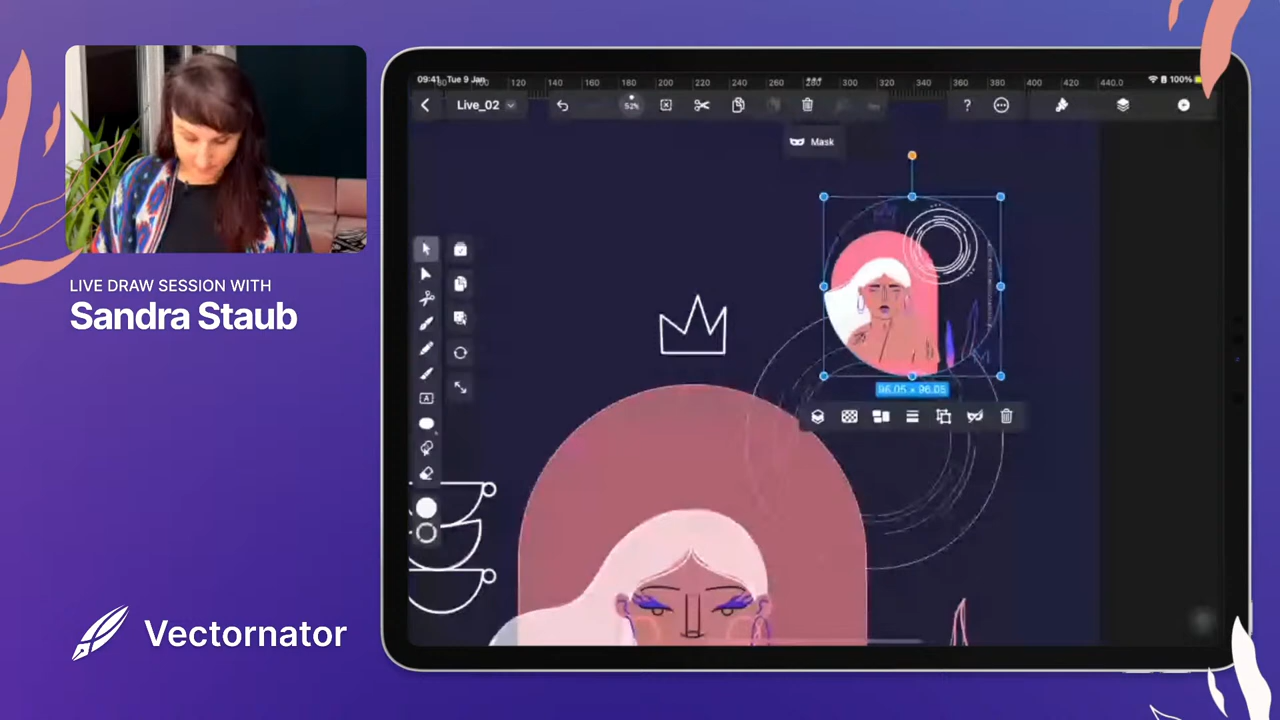 LIVE DRAW SESSION WITH
Sandra Staub
Vectornator
09:41 Tue 9 Jan
100%
120 140 160 180 200 220 240 260 280 300 320 340 360 380 400 420 440.0
Live_02
52%
?
Mask
96.05 × 96.05
A